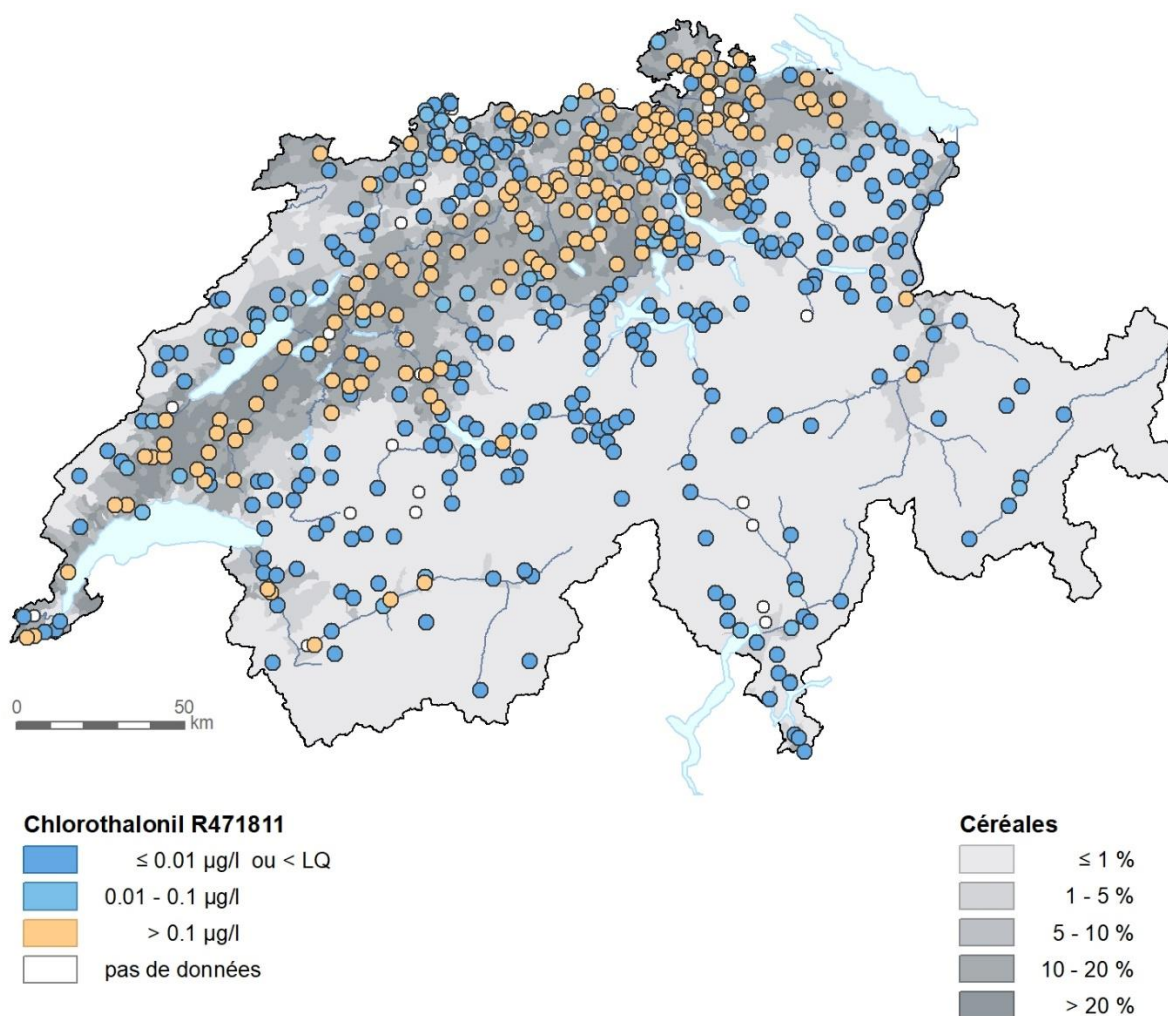 0 50
km
Chlorothalonil R471811
≤ 0.01 µg/l ou < LQ
0.01 - 0.1 µg/l
> 0.1 µg/l
pas de données
Céréales
≤ 1 %
1 - 5 %
5 - 10 %
10 - 20 %
> 20 %